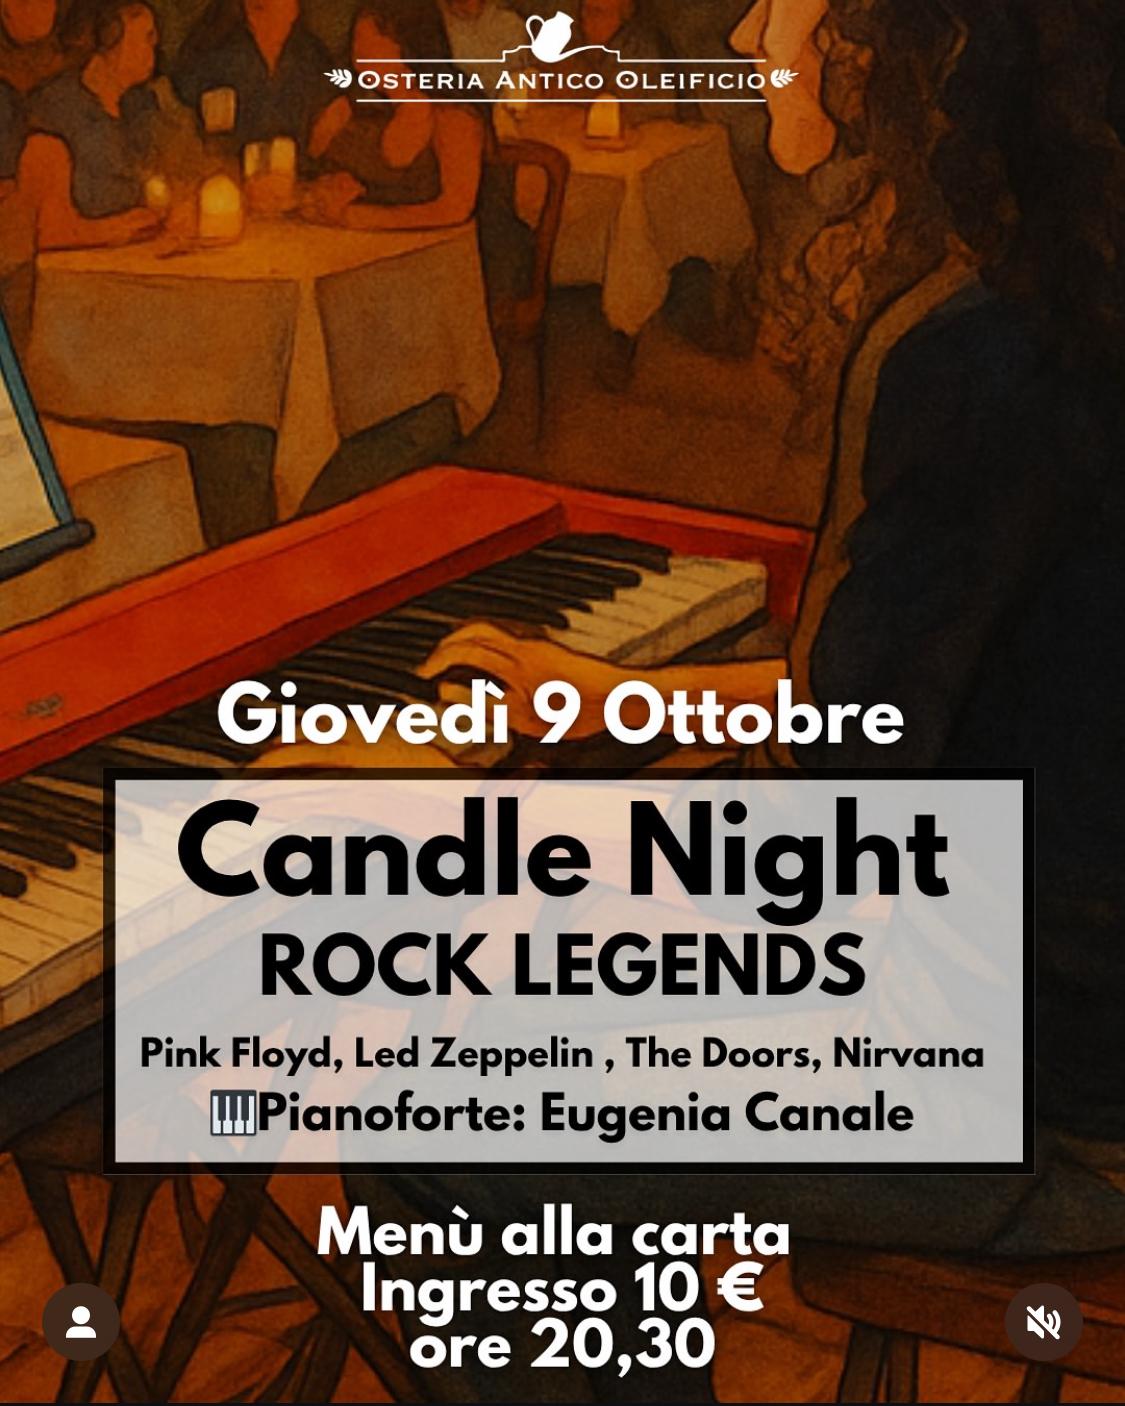 OSTERIA ANTICO OLEIFICIO
Giovedì 9 Ottobre
Candle Night
ROCK LEGENDS
Pink Floyd, Led Zeppelin , The Doors, Nirvana
🎹Pianoforte: Eugenia Canale
Menù alla carta
Ingresso 10 €
ore 20,30